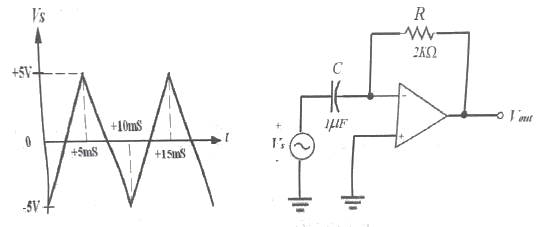 Vs
+5V
+10mS
0
t
+5mS
+15mS
-5V
R
2KΩ
C
1µF
+
Vs
-
-
+
Vout